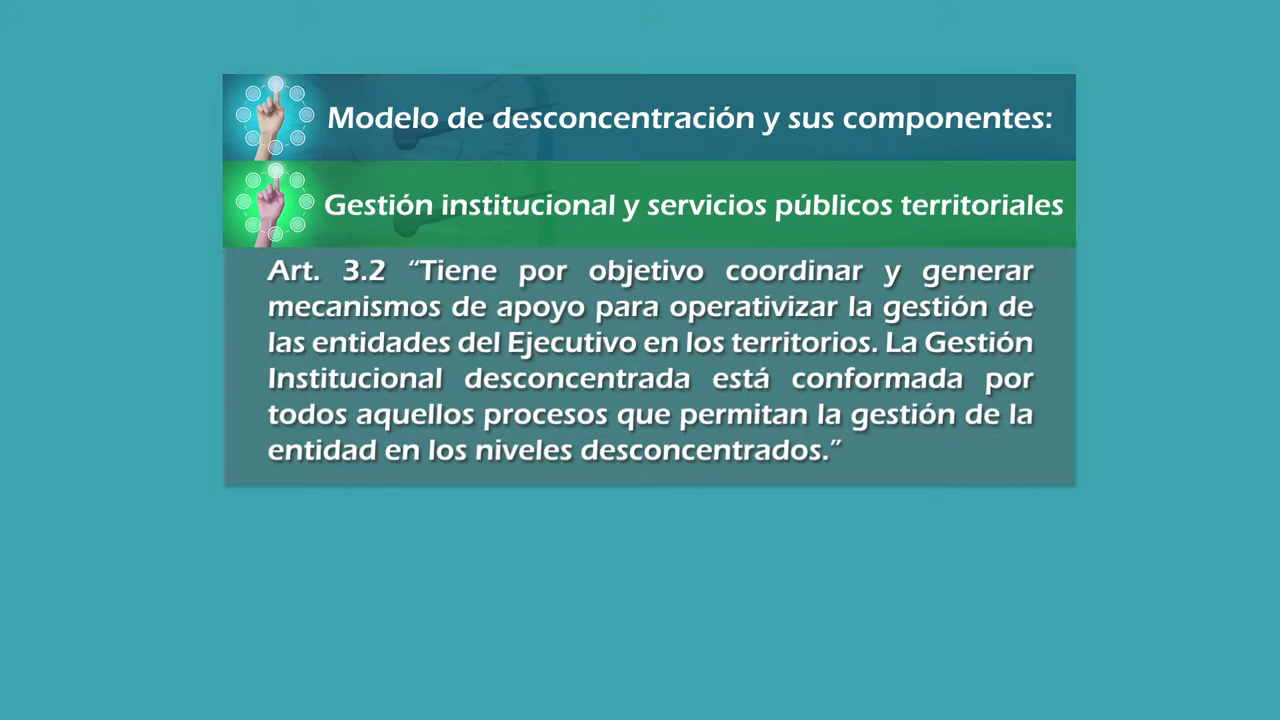 Modelo de desconcentración y sus componentes:
Gestión institucional y servicios públicos territoriales
Art. 3.2 “Tiene por objetivo coordinar y generar
mecanismos de apoyo para operativizar la gestión de
las entidades del Ejecutivo en los territorios. La Gestión
Institucional desconcentrada está conformada por
todos aquellos procesos que permitan la gestión de la
entidad en los niveles desconcentrados.”